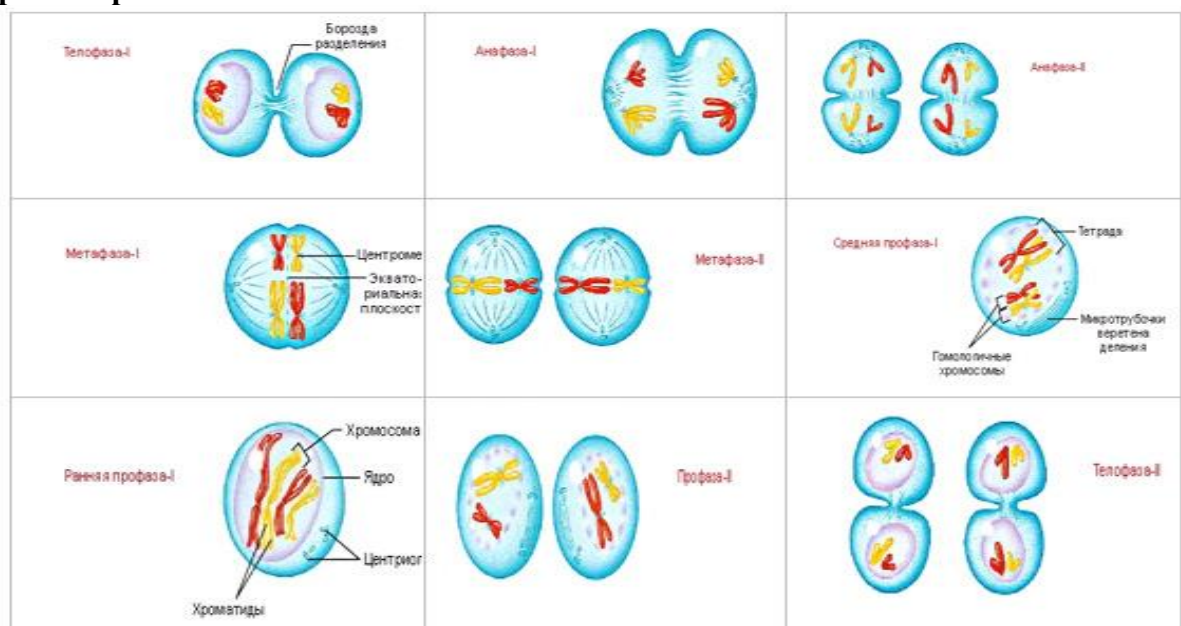 Телофаза-I
Борозда
разделения
Анафаза-I
Анафаза-II
Метафаза-I
Центроме
Эквато-
риальна:
плоскост
Метафаза-II
Средняя профаза-I
Тетрада
Микротрубочки
веретена
деления
Гомологичные
хромосомы
Ранняя профаза-I
Хромосома
Ядро
Центриог
Хроматиды
Профаза-II
Телофаза-II